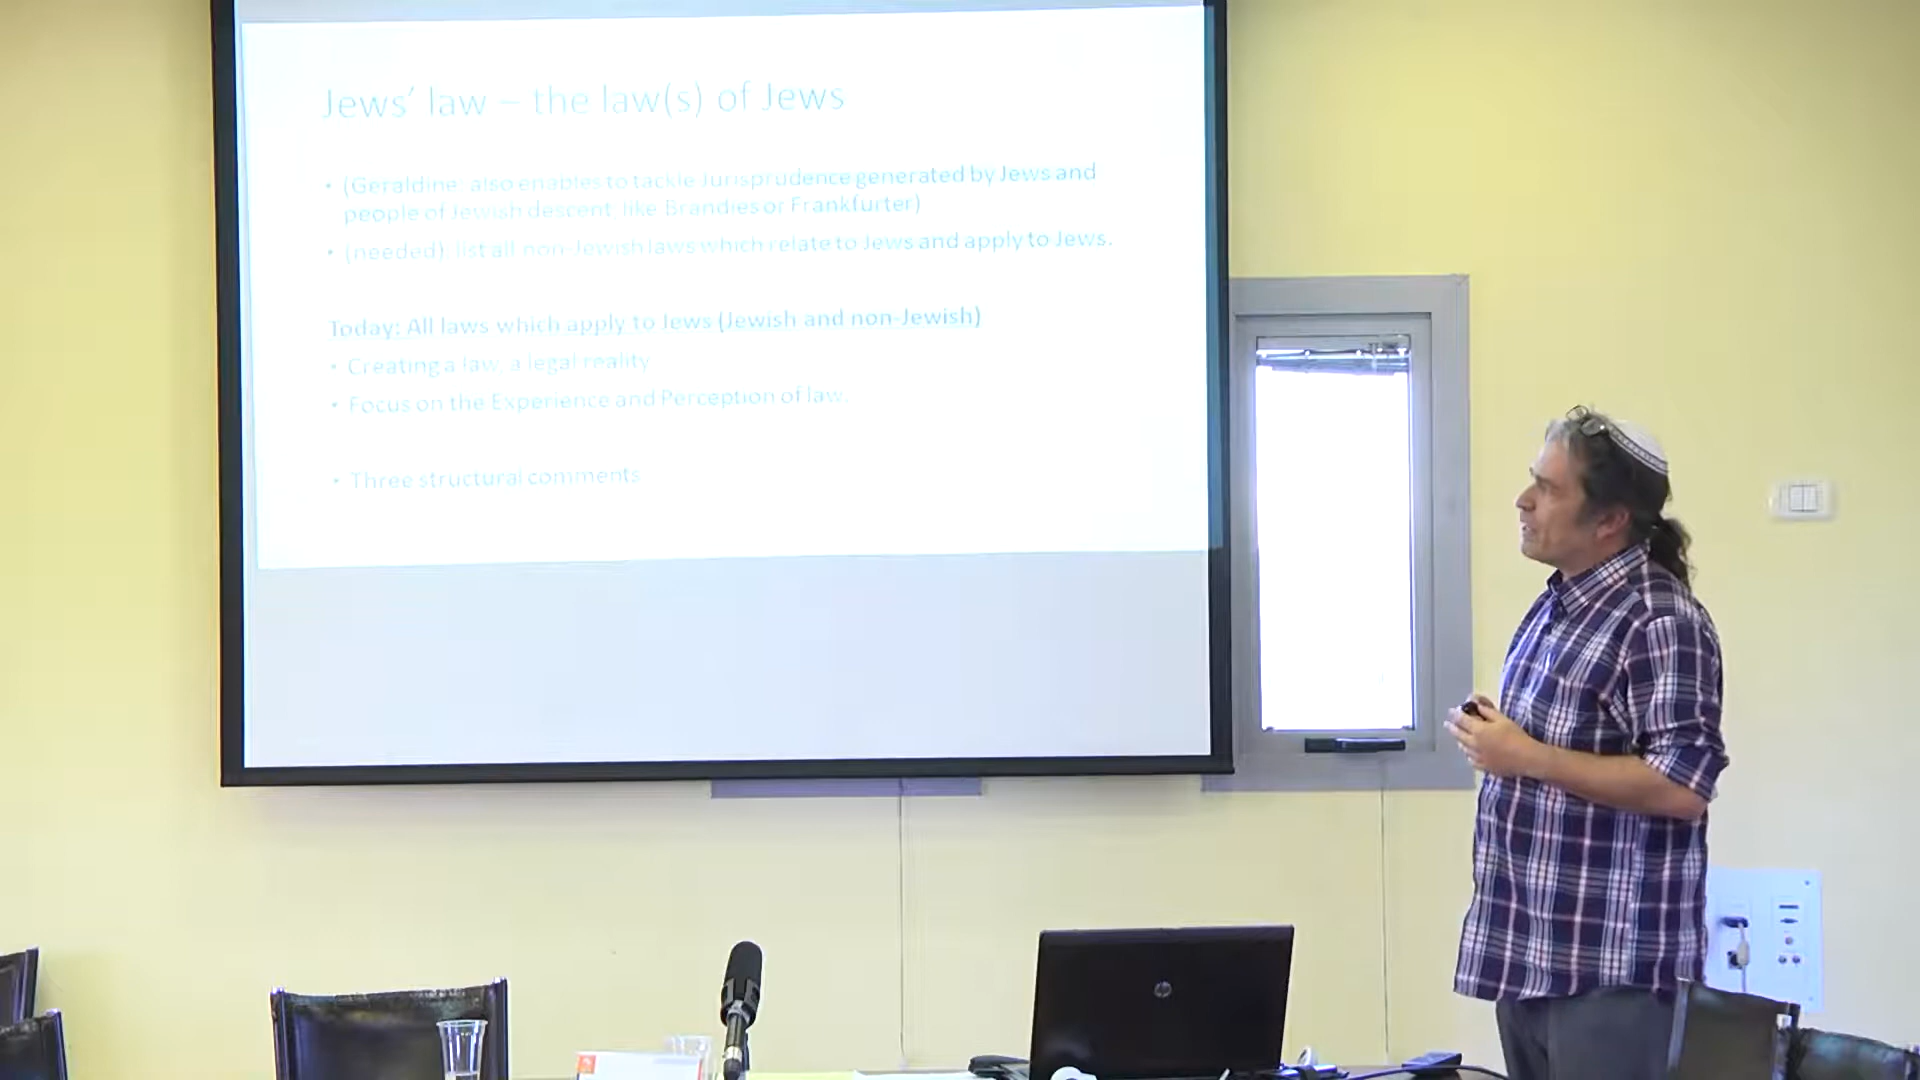 Jews' law – the law(s) of Jews
• (Geraldine: also enables to tackle Jurisprudence generated by Jews and
people of Jewish descent, like Brandies or Frankfurter)
• (needed): list all non-Jewish laws which relate to Jews and apply to Jews.
Today: All laws which apply to Jews (Jewish and non-Jewish)
• Creating a law, a legal reality
• Focus on the Experience and Perception of law.
• Three structural comments
hp